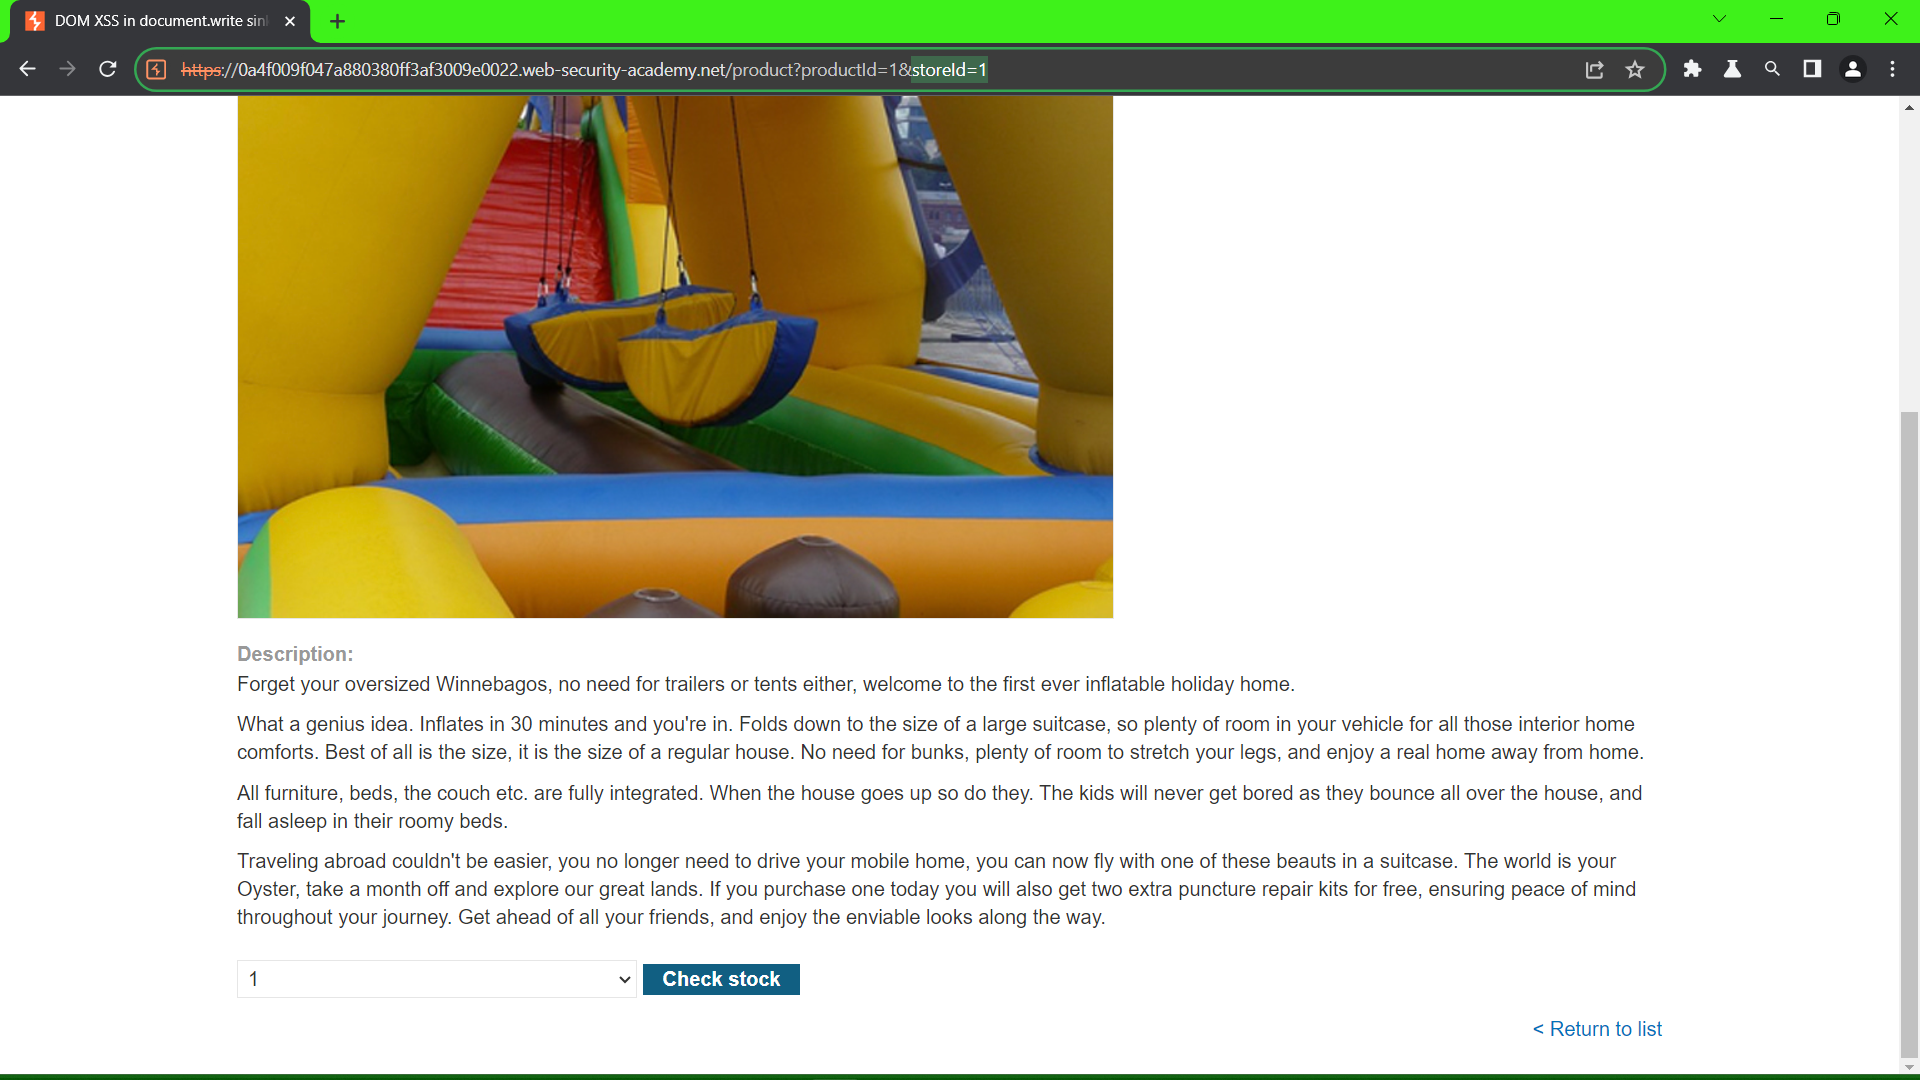 DOM XSS in document.write sin
https://0a4f009f047a880380ff3af3009e0022.web-security-academy.net/product?productId=1&storeId=1
Description:
Forget your oversized Winnebagos, no need for trailers or tents either, welcome to the first ever inflatable holiday home.
What a genius idea. Inflates in 30 minutes and you're in. Folds down to the size of a large suitcase, so plenty of room in your vehicle for all those interior home
comforts. Best of all is the size, it is the size of a regular house. No need for bunks, plenty of room to stretch your legs, and enjoy a real home away from home.
All furniture, beds, the couch etc. are fully integrated. When the house goes up so do they. The kids will never get bored as they bounce all over the house, and
fall asleep in their roomy beds.
Traveling abroad couldn't be easier, you no longer need to drive your mobile home, you can now fly with one of these beauts in a suitcase. The world is your
Oyster, take a month off and explore our great lands. If you purchase one today you will also get two extra puncture repair kits for free, ensuring peace of mind
throughout your journey. Get ahead of all your friends, and enjoy the enviable looks along the way.
1 Check stock
< Return to list